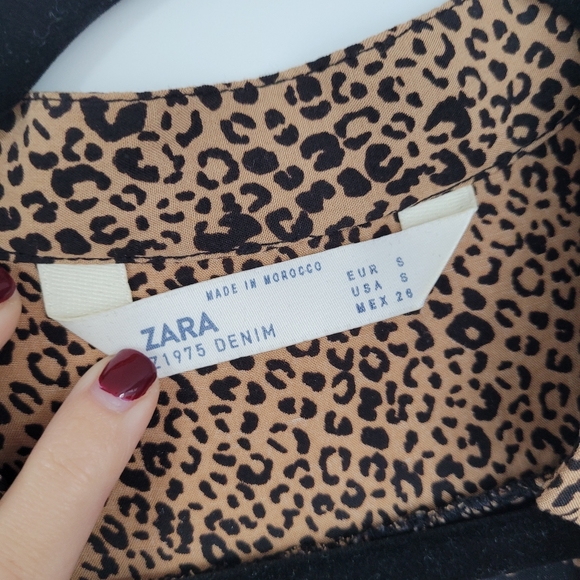 MADE IN MOROCCO
ZARA
Z1975 DENIM
EUR S
USA S
MEX 26